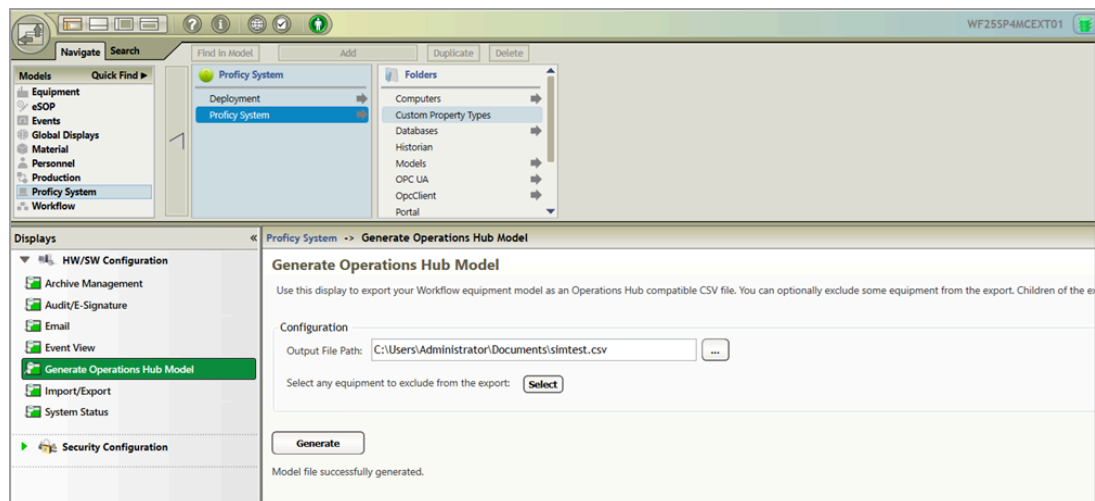 WF25SP4MCEXT01
Navigate Search
Find In Model Add Duplicate Delete
Models Quick Find
Equipment
eSOP
Events
Global Displays
Material
Personnel
Production
Proficy System
Workflow
Proficy System
Deployment
Proficy System
Folders
Computers
Custom Property Types
Databases
Historian
Models
OPC UA
OpcClient
Portal
Displays «
HW/SW Configuration
Archive Management
Audit/E-Signature
Email
Event View
Generate Operations Hub Model
Import/Export
System Status
Security Configuration
Proficy System -> Generate Operations Hub Model
Generate Operations Hub Model
Use this display to export your Workflow equipment model as an Operations Hub compatible CSV file. You can optionally exclude some equipment from the export. Children of the
Configuration
Output File Path: C:\Users\Administrator\Documents\simtest.csv ...
Select any equipment to exclude from the export: Select
Generate
Model file successfully generated.